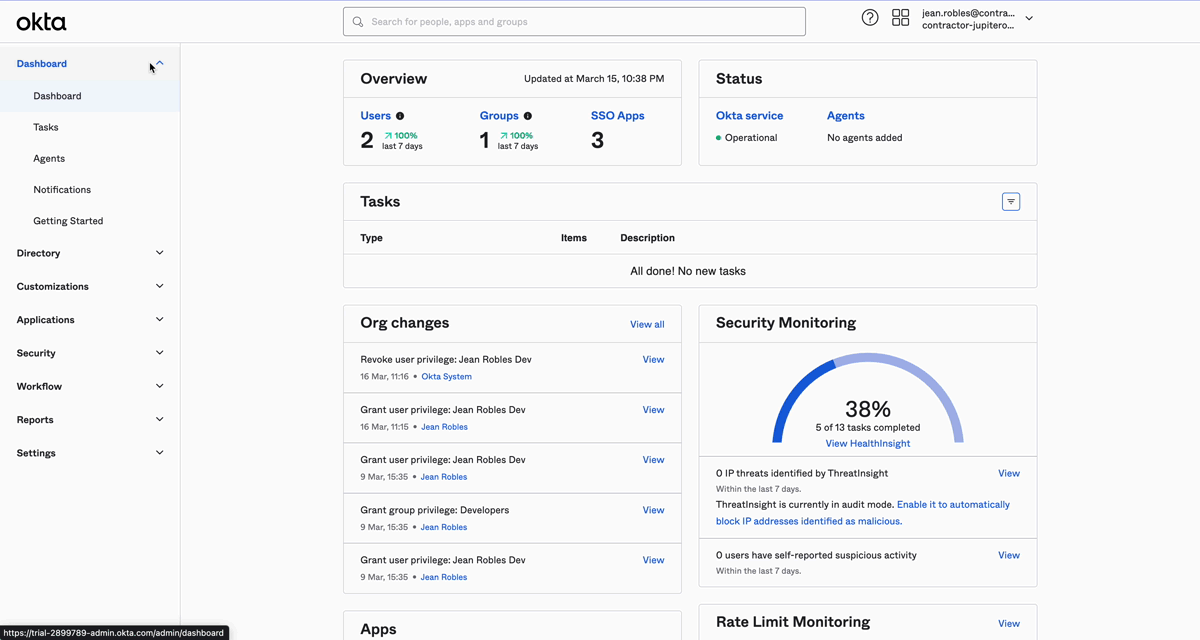 okta
Search for people, apps and groups
jean.robles@contra...
contractor-jupitero...
Dashboard
Dashboard
Tasks
Agents
Notifications
Getting Started
Directory
Customizations
Applications
Security
Workflow
Reports
Settings
Overview
Updated at March 15, 10:38 PM
Users
Groups
SSO Apps
2
100%
last 7 days
1
100%
last 7 days
3
Status
Okta service
Agents
Operational
No agents added
Tasks
Type Items Description
All done! No new tasks
Org changes
View all
Revoke user privilege: Jean Robles Dev
View
16 Mar, 11:16 • Okta System
Grant user privilege: Jean Robles Dev
View
16 Mar, 11:15 • Jean Robles
Grant user privilege: Jean Robles Dev
View
9 Mar, 15:35 • Jean Robles
Grant group privilege: Developers
View
9 Mar, 15:35 • Jean Robles
Grant user privilege: Jean Robles Dev
View
9 Mar, 15:35 • Jean Robles
Security Monitoring
38%
5 of 13 tasks completed
View HealthInsight
0 IP threats identified by ThreatInsight
View
Within the last 7 days.
ThreatInsight is currently in audit mode. Enable it to automatically
block IP addresses identified as malicious.
0 users have self-reported suspicious activity
View
Within the last 7 days.
Apps
Rate Limit Monitoring
View
https://trial-2899789-admin.okta.com/admin/dashboard